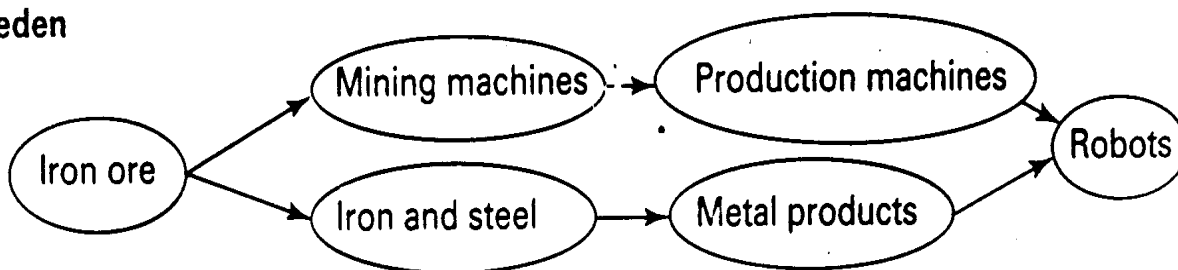 eden
Mining machines
Production machines
Iron ore
Robots
Iron and steel
Metal products